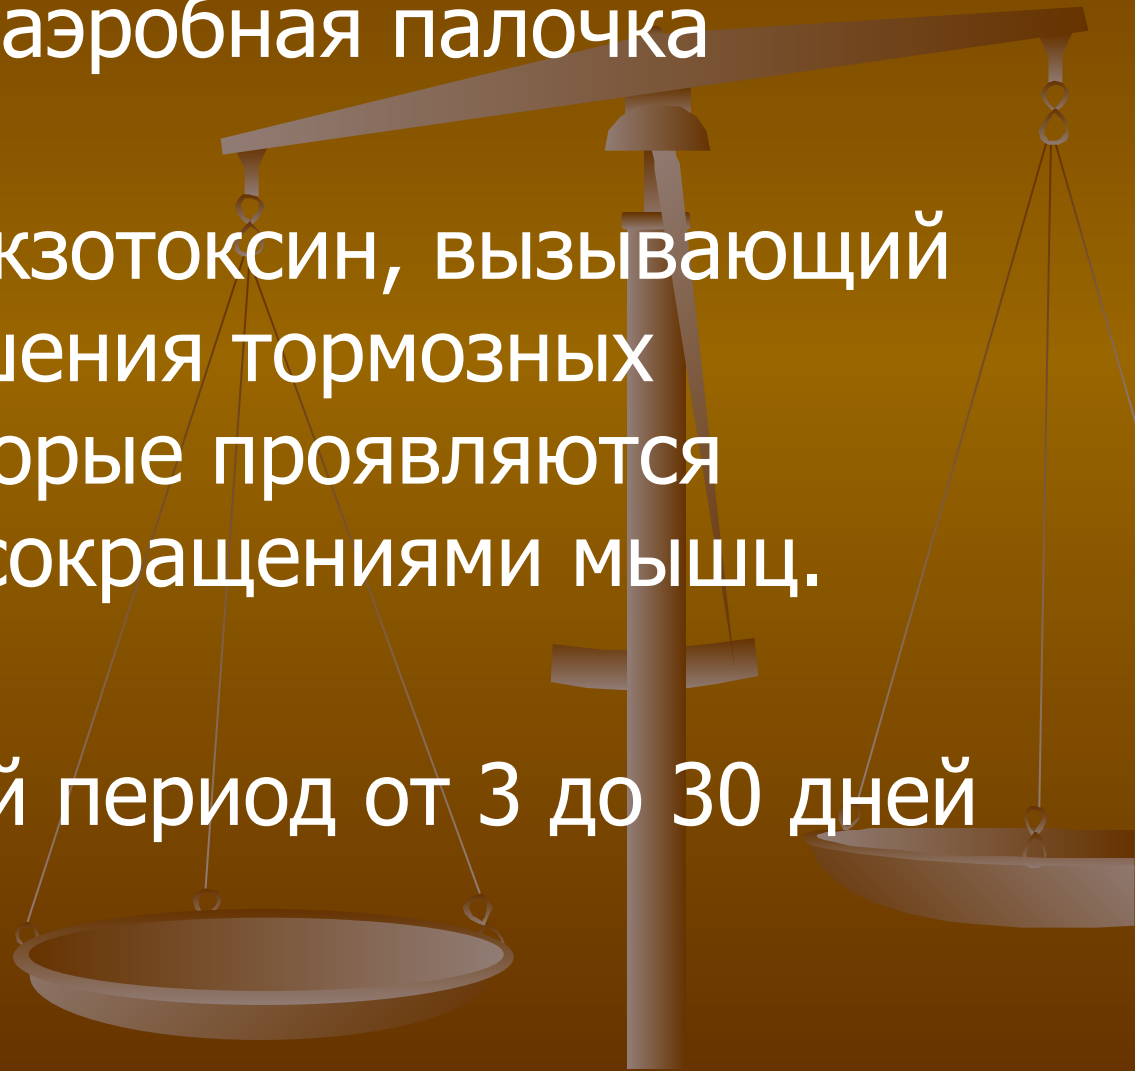 аэробная палочка
кзотоксин, вызывающий
шения тормозных
орые проявляются
сокращениями мышц.
й период от 3 до 30 дней